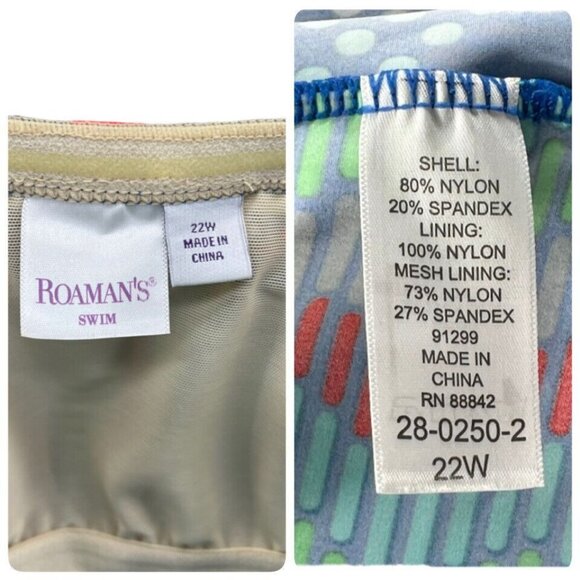 ROAMAN'S®
SWIM
22W
MADE IN
CHINA
SHELL:
80% NYLON
20% SPANDEX
LINING:
100% NYLON
MESH LINING:
73% NYLON
27% SPANDEX
91299
MADE IN
CHINA
RN 88842
28-0250-2
22W